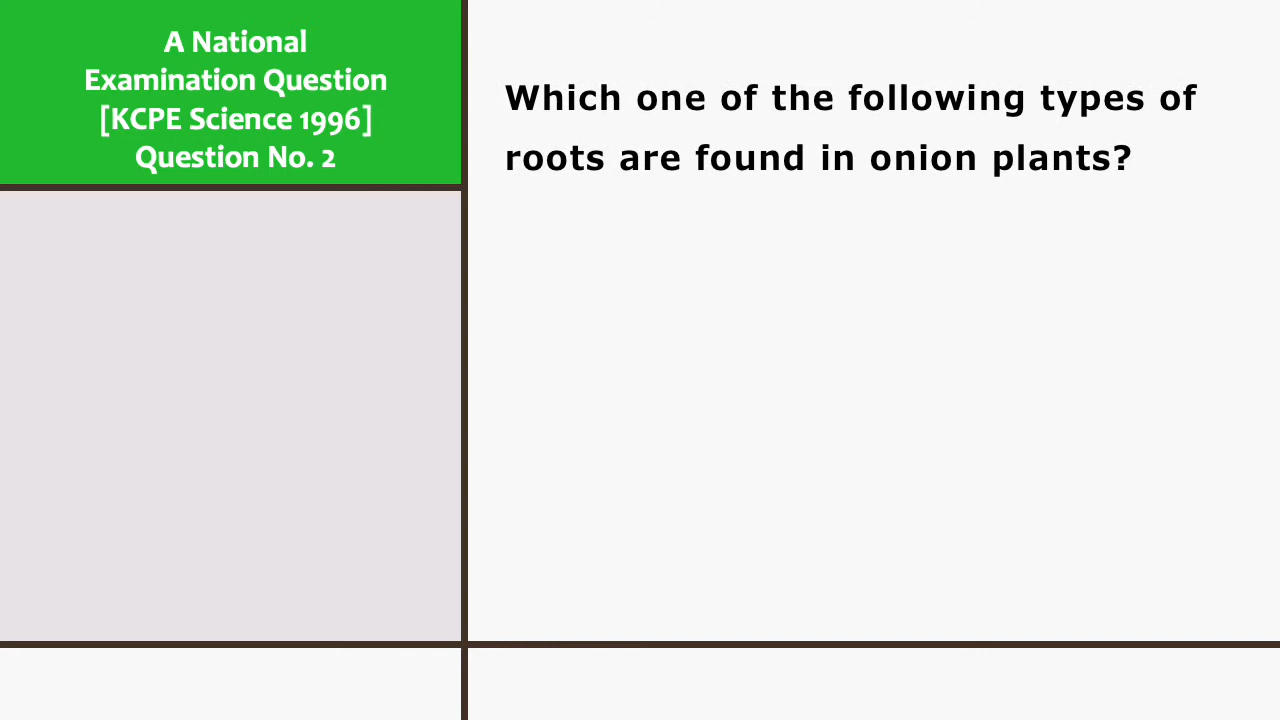 A National
Examination Question
[KCPE Science 1996]
Question No. 2
Which one of the following types of
roots are found in onion plants?